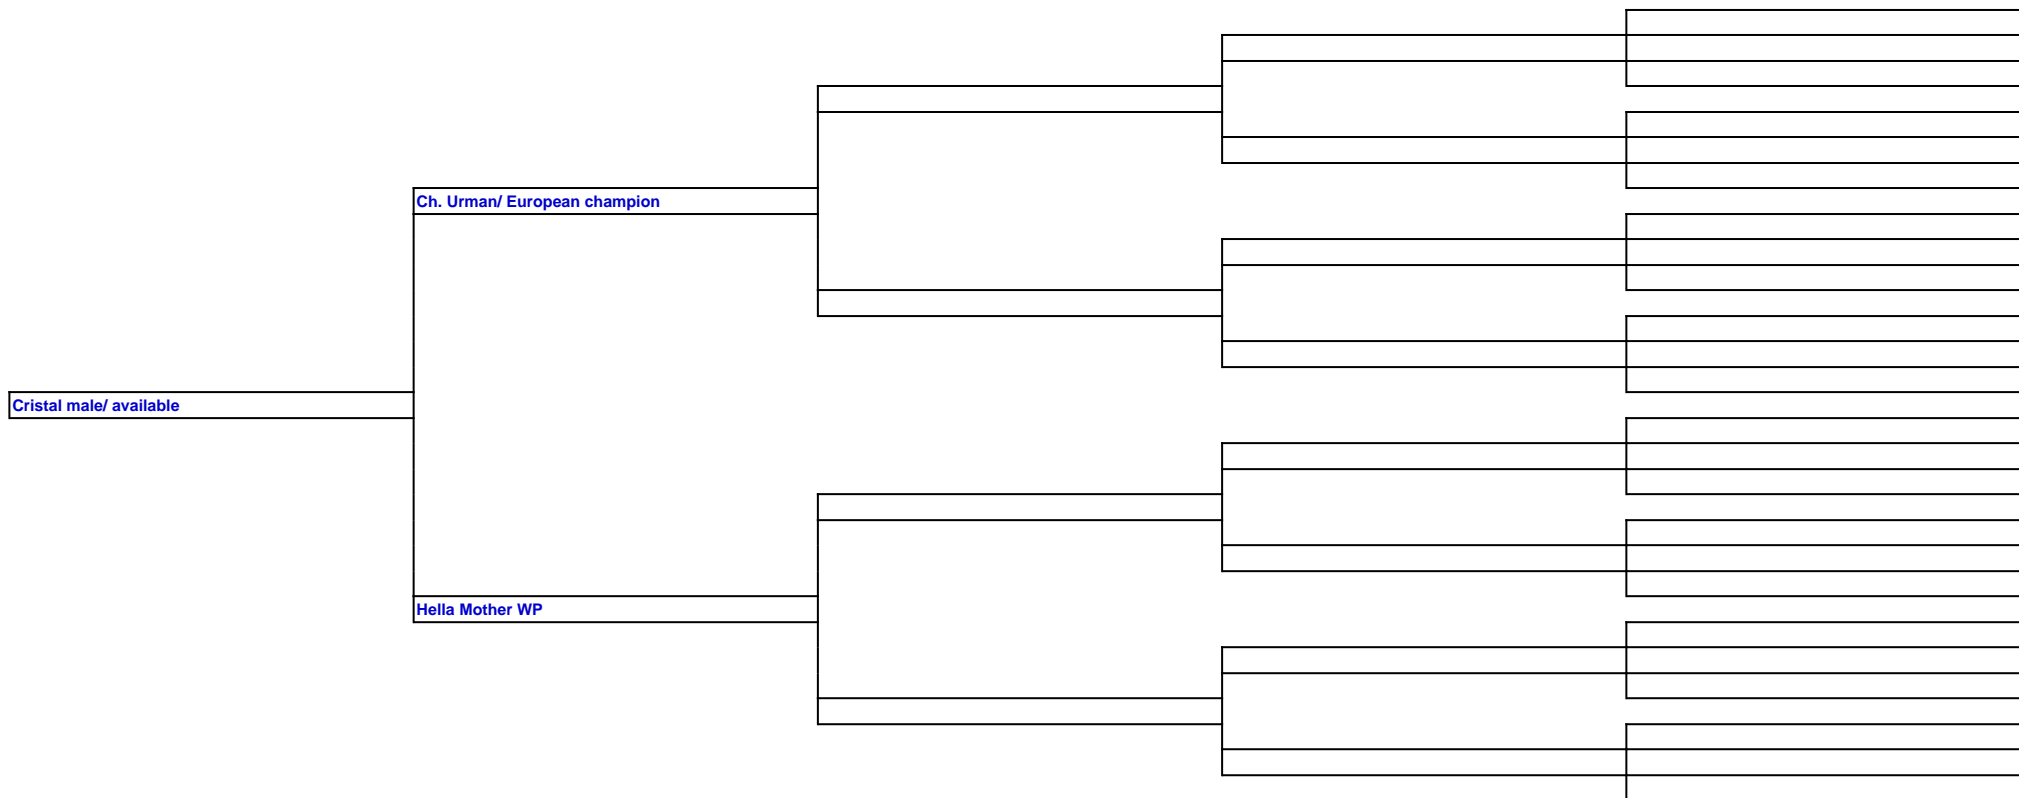 Ch. Urman/ European champion
Cristal male/ available
Hella Mother WP